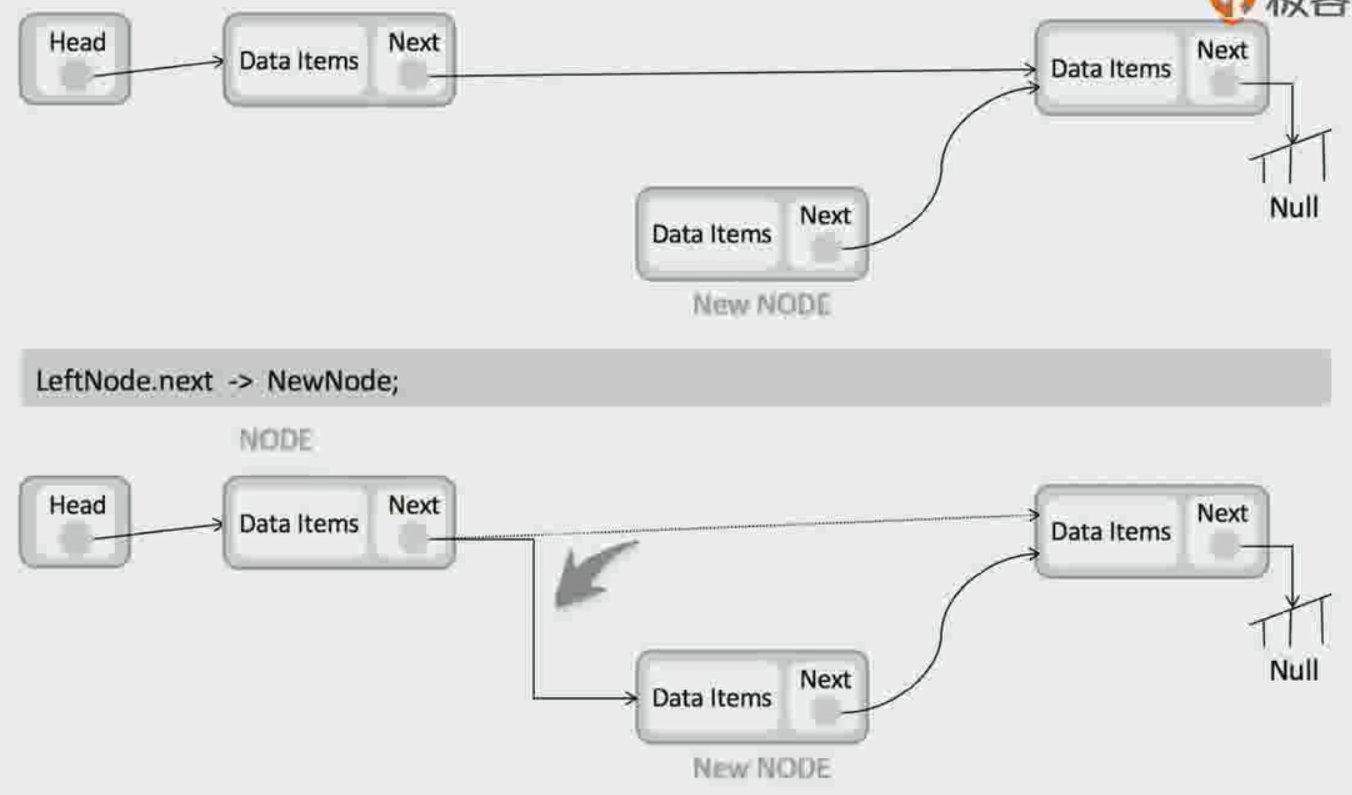 极客
Head
Data Items
Next
Data Items
Next
Null
Data Items
Next
New NODE
LeftNode.next -> NewNode;
NODE
Head
Data Items
Next
Data Items
Next
Null
Data Items
Next
New NODE